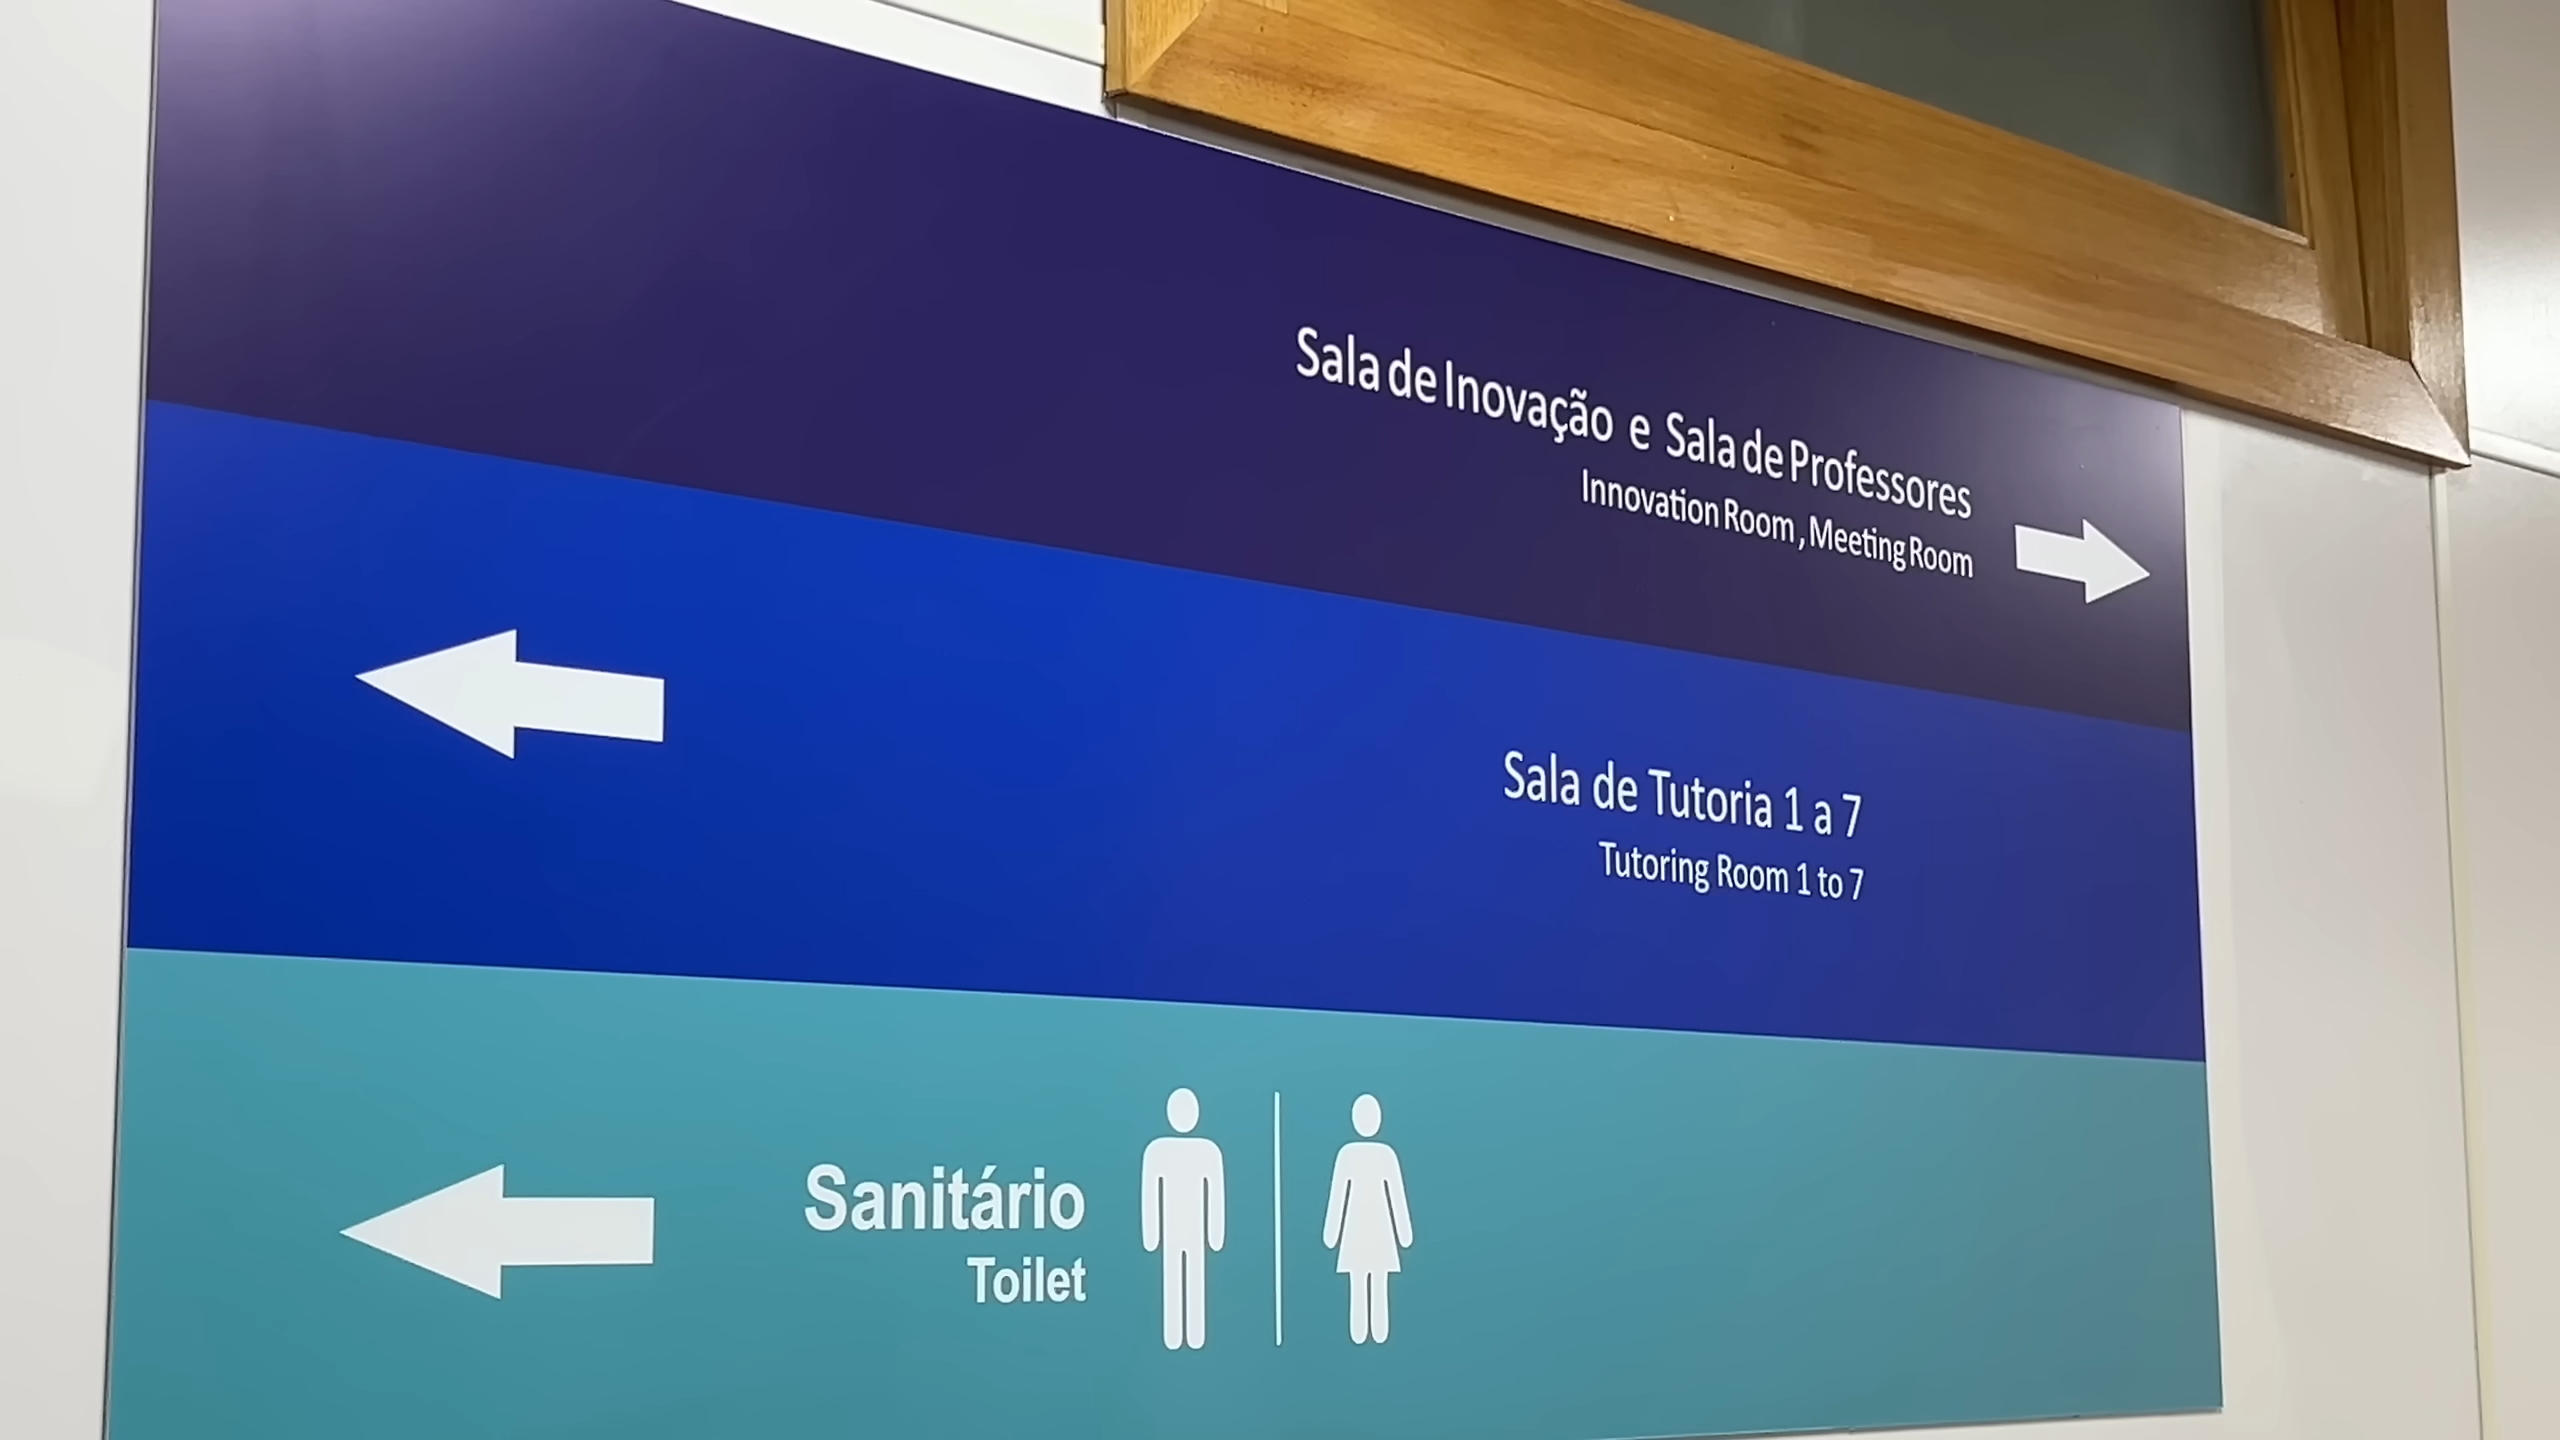 Sala de Inovação e Sala de Professores
Innovation Room, Meeting Room
Sala de Tutoria 1 a 7
Tutoring Room 1 to 7
Sanitário
Toilet